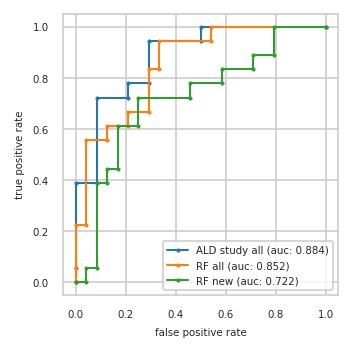 1.0
0.8
0.6
0.4
0.2
0.0
true positive rate
ALD study all (auc: 0.884)
RF all (auc: 0.852)
RF new (auc: 0.722)
0.0 0.2 0.4 0.6 0.8 1.0
false positive rate